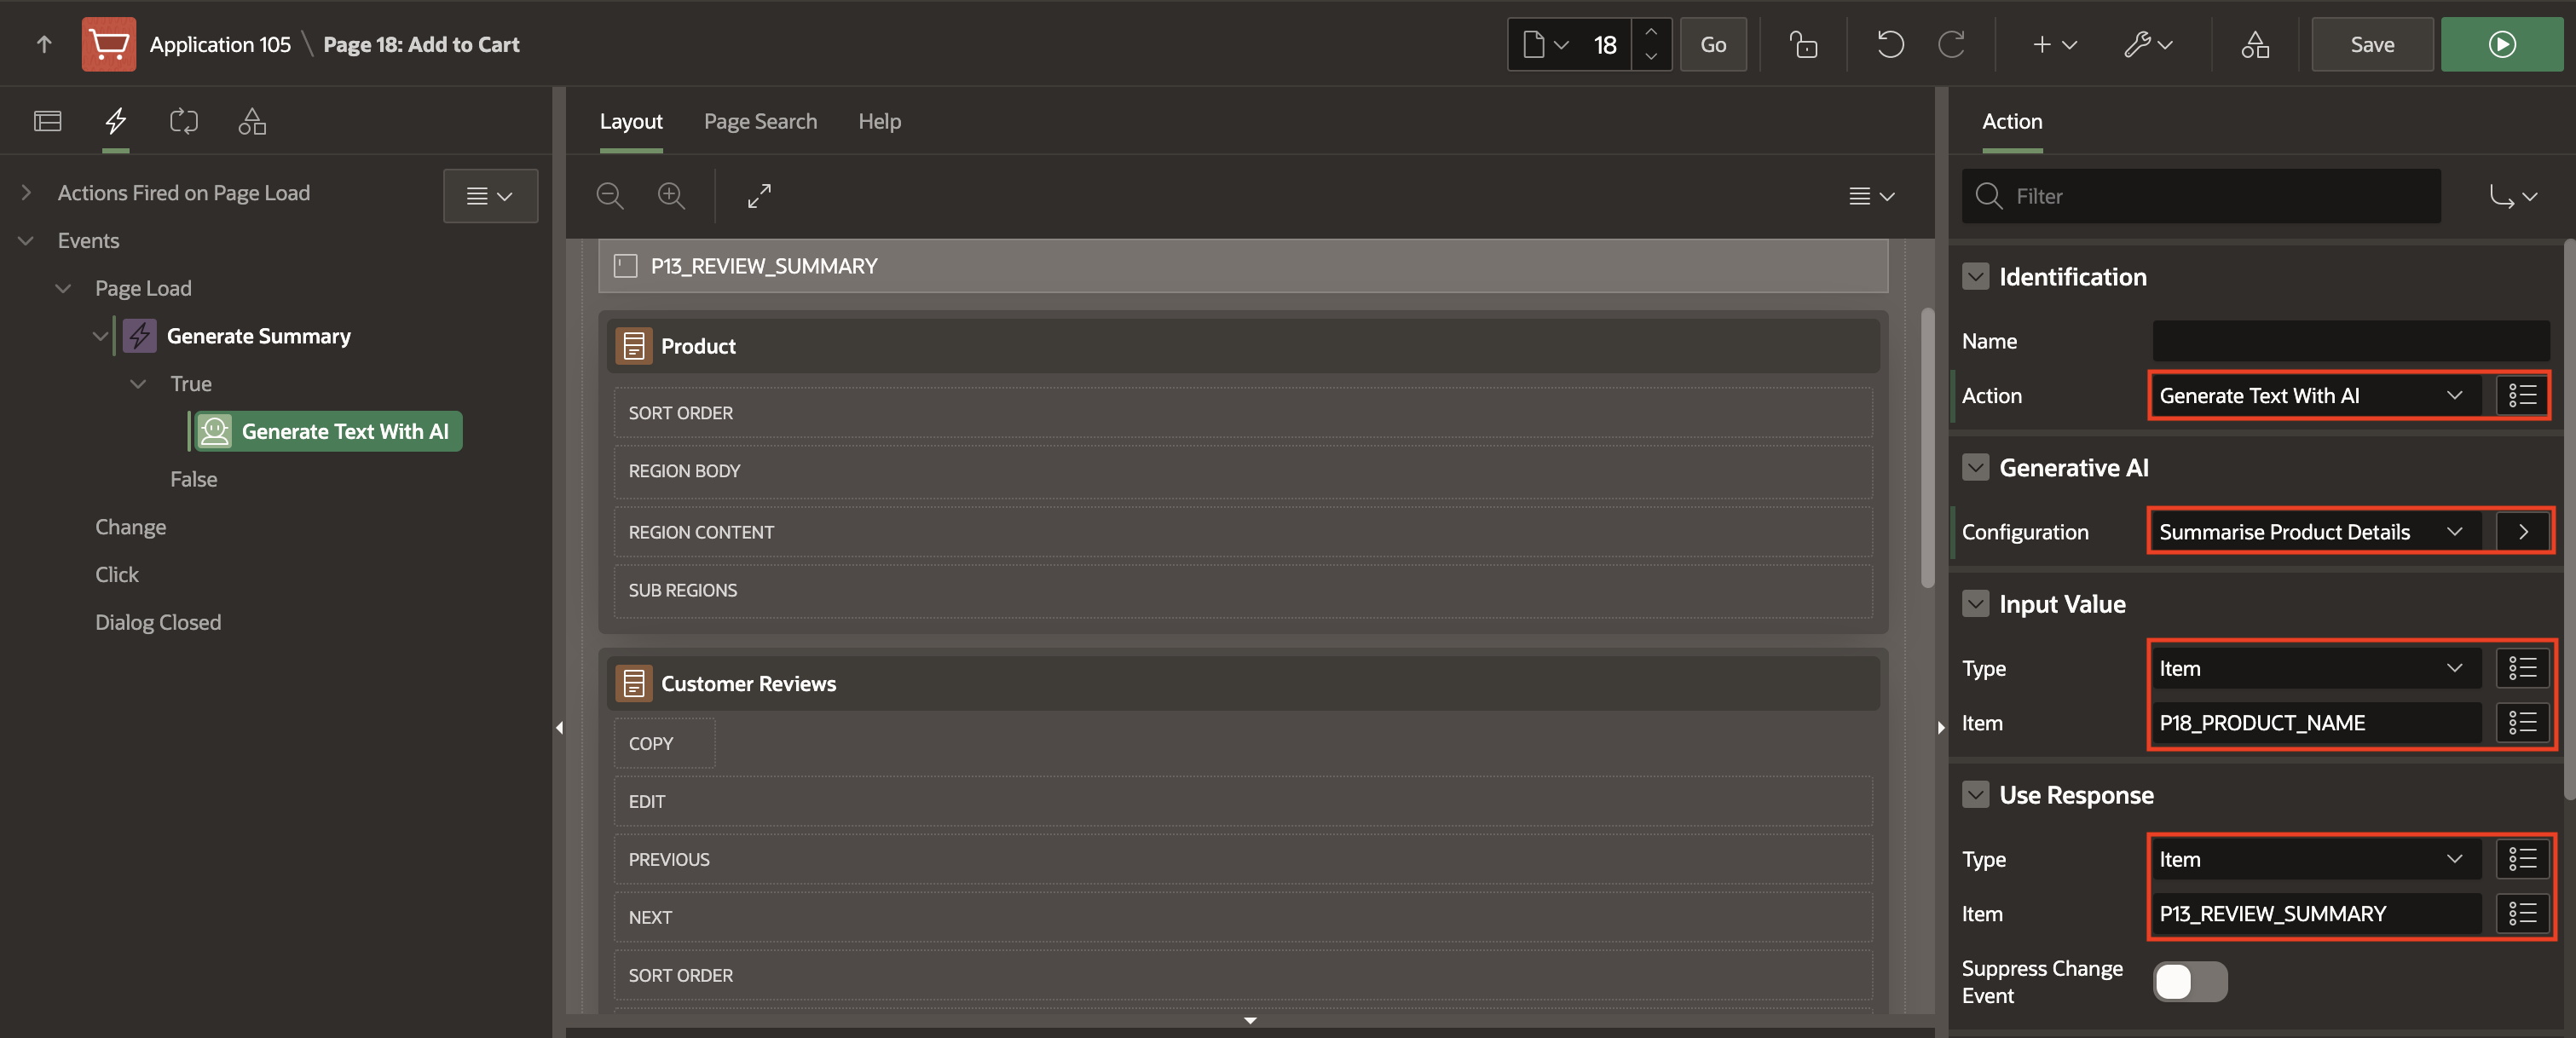 Application 105 \ Page 18: Add to Cart
18
Go
Save
Actions Fired on Page Load
Events
Page Load
Generate Summary
True
Generate Text With AI
False
Change
Click
Dialog Closed
Layout Page Search Help
P13_REVIEW_SUMMARY
Product
SORT ORDER
REGION BODY
REGION CONTENT
SUB REGIONS
Customer Reviews
COPY
EDIT
PREVIOUS
NEXT
SORT ORDER
Action
Filter
Identification
Name
Action Generate Text With AI
Generative AI
Configuration Summarise Product Details
Input Value
Type Item
Item P18_PRODUCT_NAME
Use Response
Type Item
Item P13_REVIEW_SUMMARY
Suppress Change
Event